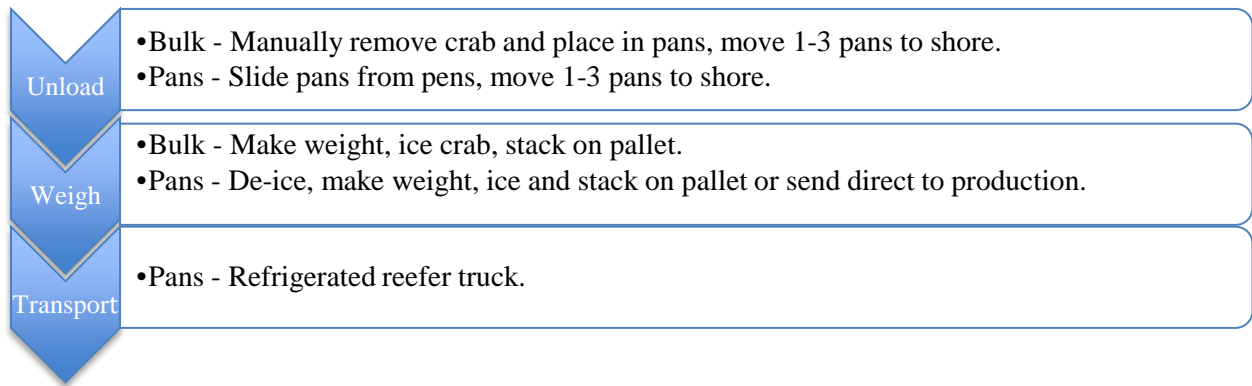 Unload
•Bulk - Manually remove crab and place in pans, move 1-3 pans to shore.
•Pans - Slide pans from pens, move 1-3 pans to shore.
Weigh
•Bulk - Make weight, ice crab, stack on pallet.
•Pans - De-ice, make weight, ice and stack on pallet or send direct to production.
Transport
•Pans - Refrigerated reefer truck.